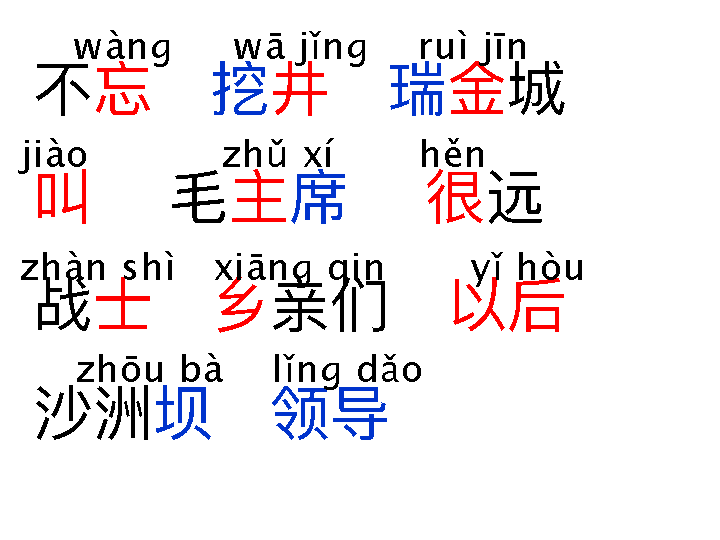 wàng wā jǐng ruì jīn
不忘 挖井 瑞金城
jiào zhǔ xí hěn
叫 毛主席 很远
zhàn shì xiāng qin yǐ hòu
战士 乡亲们 以后
zhōu bà lǐng dǎo
沙洲坝 领导